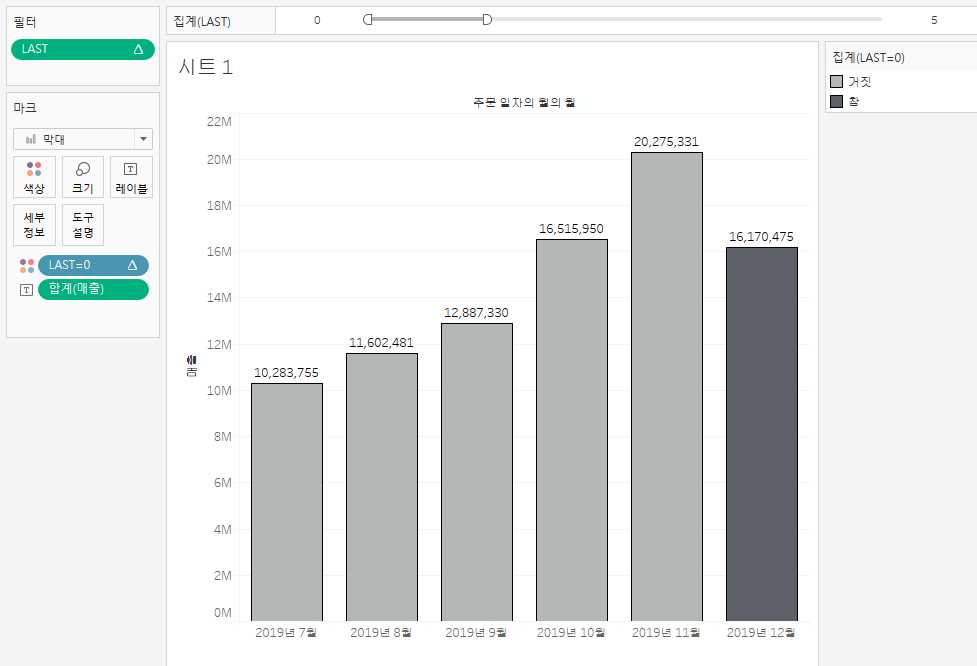 필터
LAST
마크
막대
색상
크기
레이블
세부
정보
도구
설명
LAST=0
합계(매출)
집계(LAST)
0
5
시트 1
주문 일자의 월의 월
22M
20M
18M
16M
14M
12M
10M
8M
6M
4M
2M
0M
매출
10,283,755
11,602,481
12,887,330
16,515,950
20,275,331
16,170,475
2019년 7월
2019년 8월
2019년 9월
2019년 10월
2019년 11월
2019년 12월
집계(LAST=0)
거짓
참